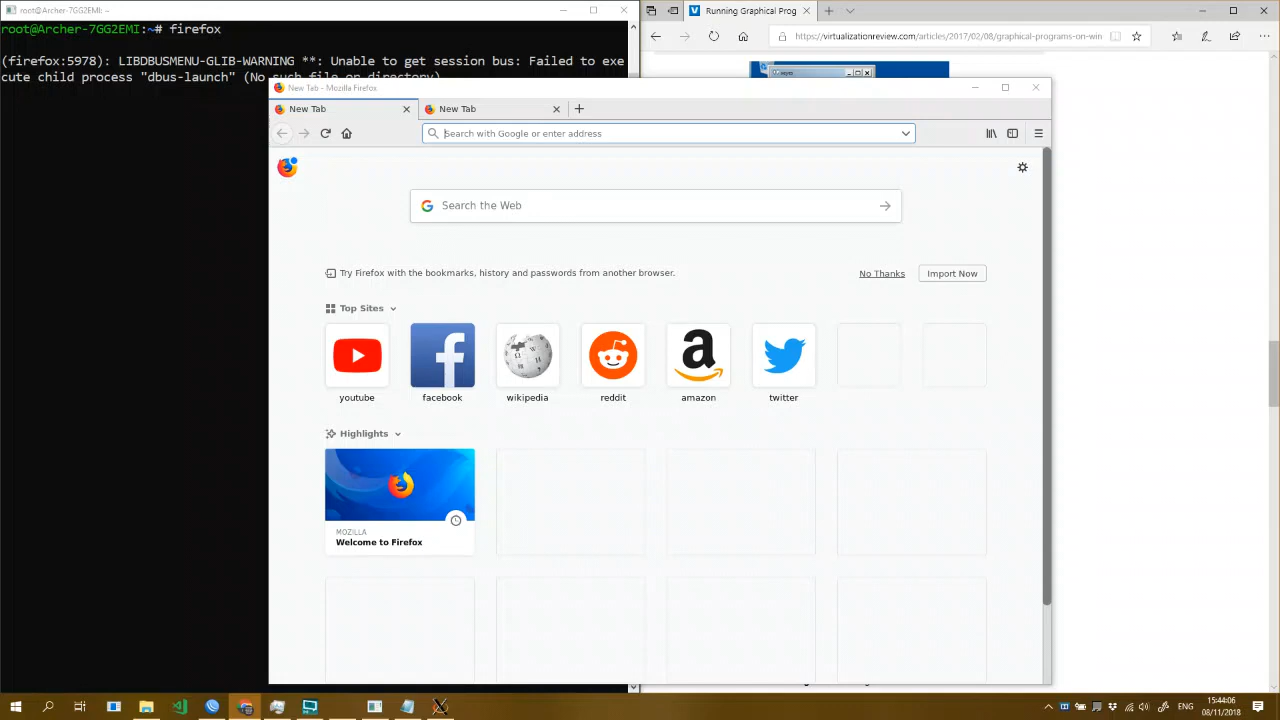 root@Archer-7GG2EMI: ~
root@Archer-7GG2EMI:~# firefox
(firefox:5978): LIBDBUSMENU-GLIB-WARNING **: Unable to get session bus: Failed to exe
cute child process "dbus-launch" (No such file or directory)
Running Graphical Prog
https://virtualizationreview.com/articles/2017/02/08/graphical-programs-on-win
New Tab - Mozilla Firefox
New Tab
New Tab
Search with Google or enter address
Search the Web
Try Firefox with the bookmarks, history and passwords from another browser.
No Thanks
Import Now
Top Sites
youtube
facebook
wikipedia
reddit
amazon
twitter
Highlights
MOZILLA
Welcome to Firefox
ENG
15:44:06
08/11/2018